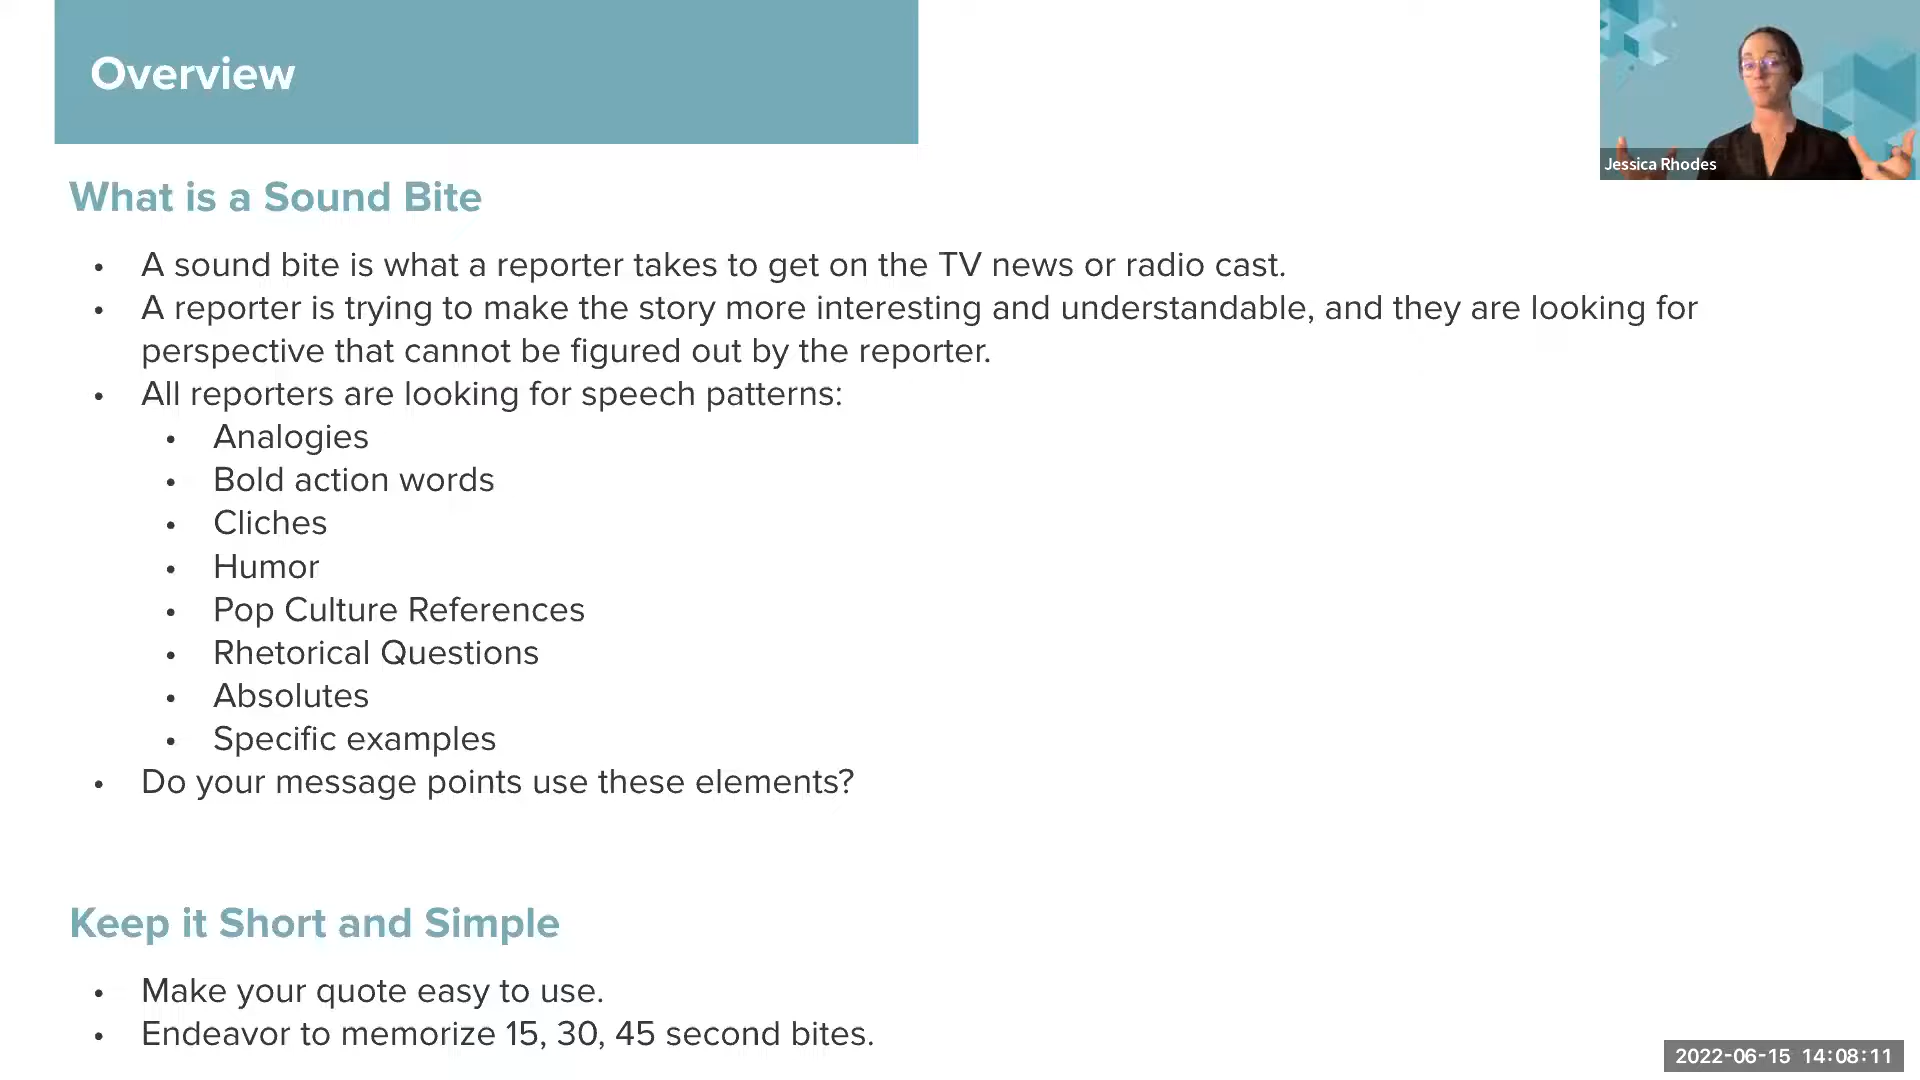 Overview
Jessica Rhodes
What is a Sound Bite
• A sound bite is what a reporter takes to get on the TV news or radio cast.
• A reporter is trying to make the story more interesting and understandable, and they are looking for
perspective that cannot be figured out by the reporter.
• All reporters are looking for speech patterns:
• Analogies
• Bold action words
• Cliches
• Humor
• Pop Culture References
• Rhetorical Questions
• Absolutes
• Specific examples
• Do your message points use these elements?
Keep it Short and Simple
• Make your quote easy to use.
• Endeavor to memorize 15, 30, 45 second bites.
2022-06-15 14:08:11